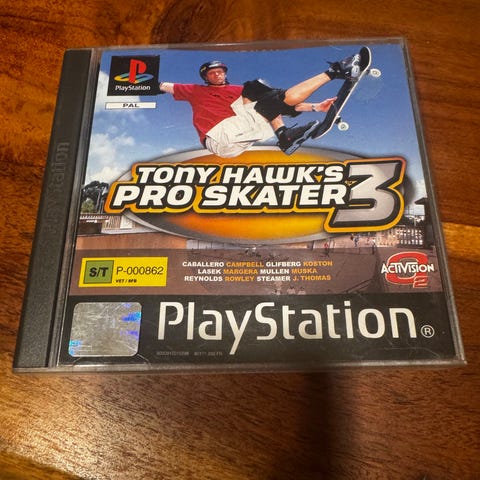 PlayStation
PAL
TONY HAWK'S
PRO SKATER 3
CABALLERO CAMPBELL GLIFBERG KOSTON
LASEK MARGERA MULLEN MUSKA
REYNOLDS ROWLEY STEAMER J. THOMAS
S/T P-000862
ACTIVISION
O2
PlayStation®
PlayStation